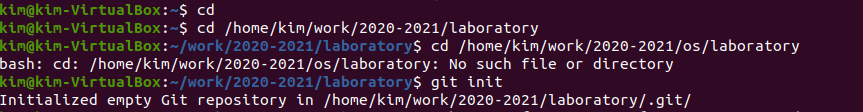 kim@kim-VirtualBox:~$ cd
kim@kim-VirtualBox:~$ cd /home/kim/work/2020-2021/laboratory
kim@kim-VirtualBox:~/work/2020-2021/laboratory$ cd /home/kim/work/2020-2021/os/laboratory
bash: cd: /home/kim/work/2020-2021/os/laboratory: No such file or directory
kim@kim-VirtualBox:~/work/2020-2021/laboratory$ git init
Initialized empty Git repository in /home/kim/work/2020-2021/laboratory/.git/